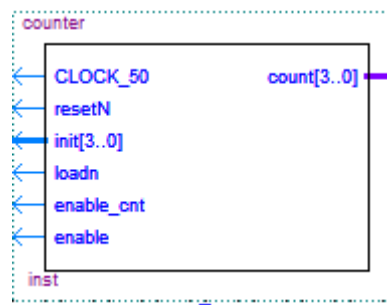 counter
CLOCK_50 count[3..0]
resetN
init[3..0]
loadn
enable_cnt
enable
inst